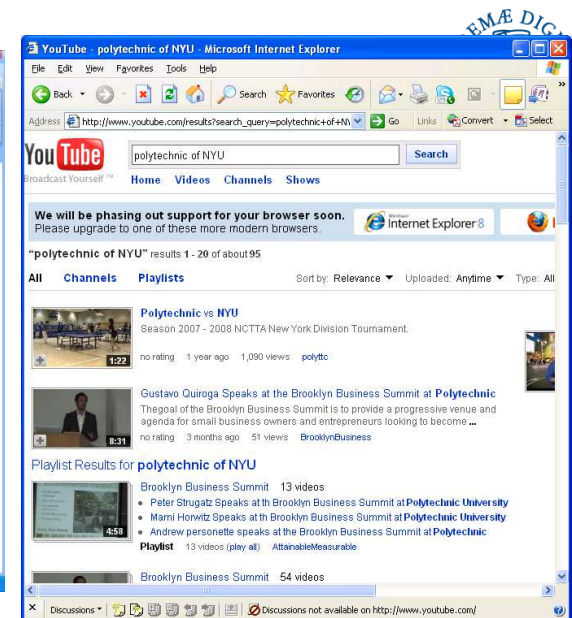 EMÆ DIG
YouTube - polytechnic of NYU - Microsoft Internet Explorer
File Edit View Favorites Tools Help
Back Search Favorites
Address http://www.youtube.com/results?search_query=polytechnic+of+N Go Links Convert Select
YouTube polytechnic of NYU Search
Broadcast Yourself ™ Home Videos Channels Shows
We will be phasing out support for your browser soon.
Please upgrade to one of these more modern browsers.
Windows Internet Explorer 8
"polytechnic of NYU" results 1 - 20 of about 95
All Channels Playlists Sort by: Relevance ▼ Uploaded: Anytime ▼ Type: All
Polytechnic vs NYU
Season 2007 - 2008 NCTTA New York Division Tournament.
1:22 no rating 1 year ago 1,090 views polyttc
Gustavo Quiroga Speaks at the Brooklyn Business Summit at Polytechnic
Thegoal of the Brooklyn Business Summit is to provide a progressive venue and
agenda for small business owners and entrepreneurs looking to become ...
8:31 no rating 3 months ago 51 views BrooklynBusiness
Playlist Results for polytechnic of NYU
Brooklyn Business Summit 13 videos
• Peter Strugatz Speaks at th Brooklyn Business Summit at Polytechnic University
• Marni Horwitz Speaks at th Brooklyn Business Summit at Polytechnic University
• Andrew personette speaks at the Brooklyn Business Summit at Polytechnic
4:58 Playlist 13 videos (play all) AttainableMeasurable
Brooklyn Business Summit 54 videos
Discussions Discussions not available on http://www.youtube.com/